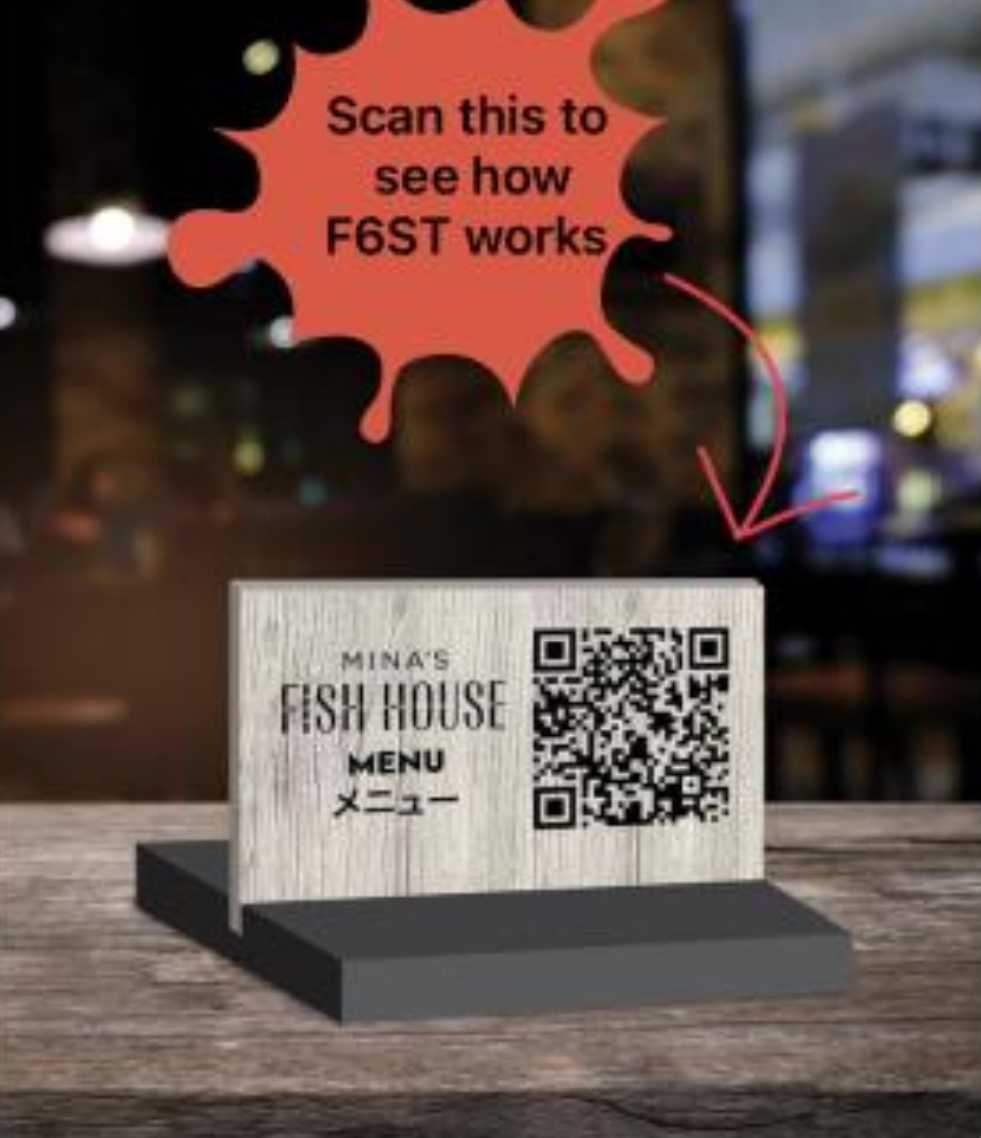 Scan this to
see how
F6ST works
MINA'S
FISH HOUSE
MENU
メニュー